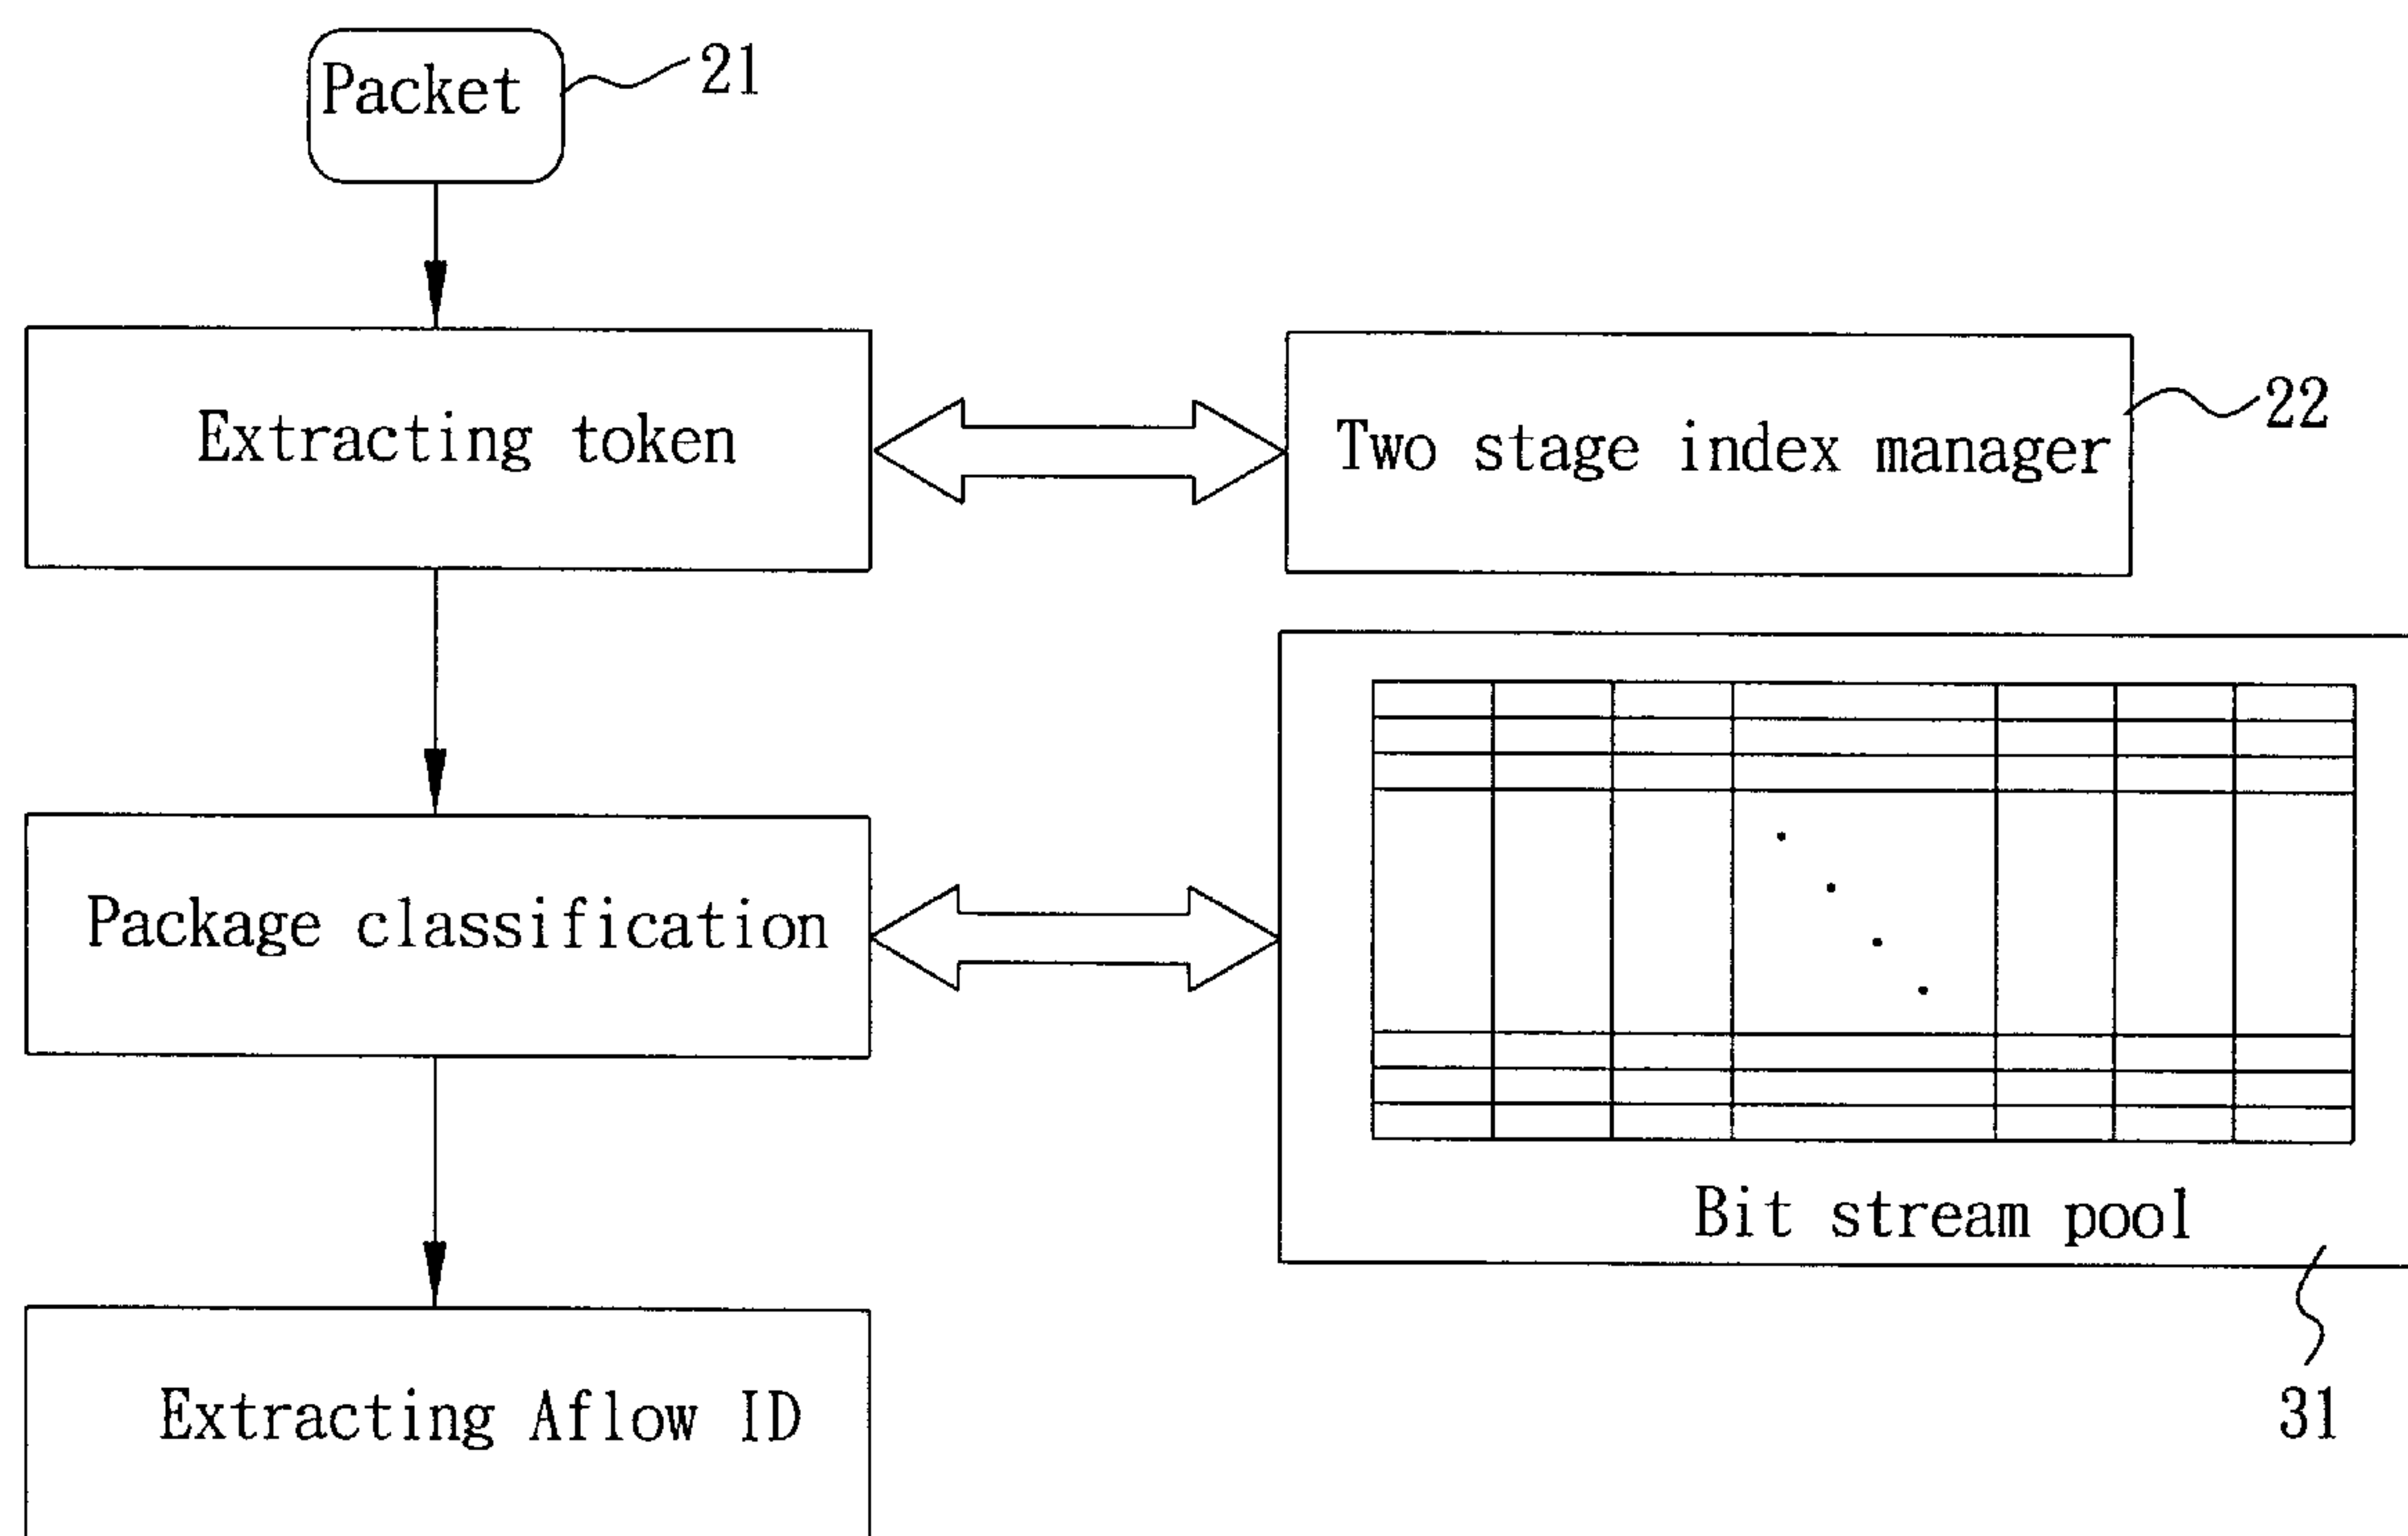 Packet
21
Extracting token
Two stage index manager
22
Package classification
Bit stream pool
31
Extracting Aflow ID